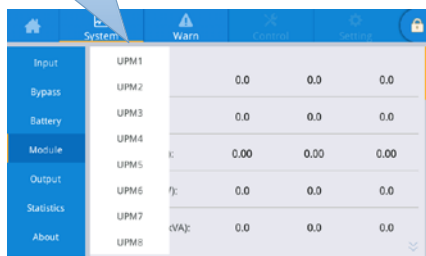 System Warn Control Setting
Input
Bypass
Battery
Module
Output
Statistics
About
UPM1
UPM2
UPM3
UPM4
UPM5
UPM6
UPM7
UPM8
0.0 0.0 0.0
0.0 0.0 0.0
: 0.00 0.00 0.00
): 0.0 0.0 0.0
kVA): 0.0 0.0 0.0